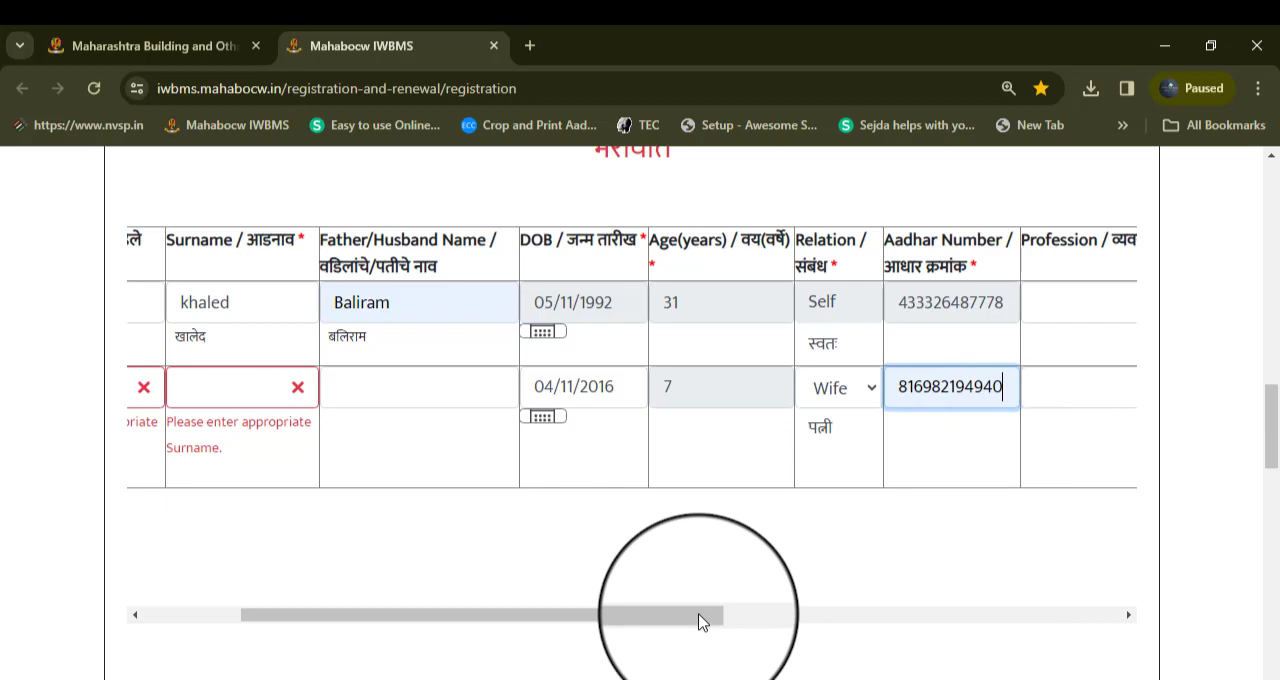 Maharashtra Building and Oth
Mahabocw IWBMS
iwbms.mahabocw.in/registration-and-renewal/registration
Paused
https://www.nvsp.in
Mahabocw IWBMS
Easy to use Online...
Crop and Print Aad...
TEC
Setup - Awesome S...
Sejda helps with yo...
New Tab
All Bookmarks
Surname / आडनाव *
Father/Husband Name / वडिलांचे/पतीचे नाव
DOB / जन्म तारीख *
Age(years) / वय(वर्षे) *
Relation / संबंध *
Aadhar Number / आधार क्रमांक *
Profession / व्यव
khaled
Baliram
05/11/1992
31
Self
433326487778
खालेद
बलिराम
स्वतः
04/11/2016
7
Wife
816982194940
priate
Please enter appropriate
Surname.
पत्नी